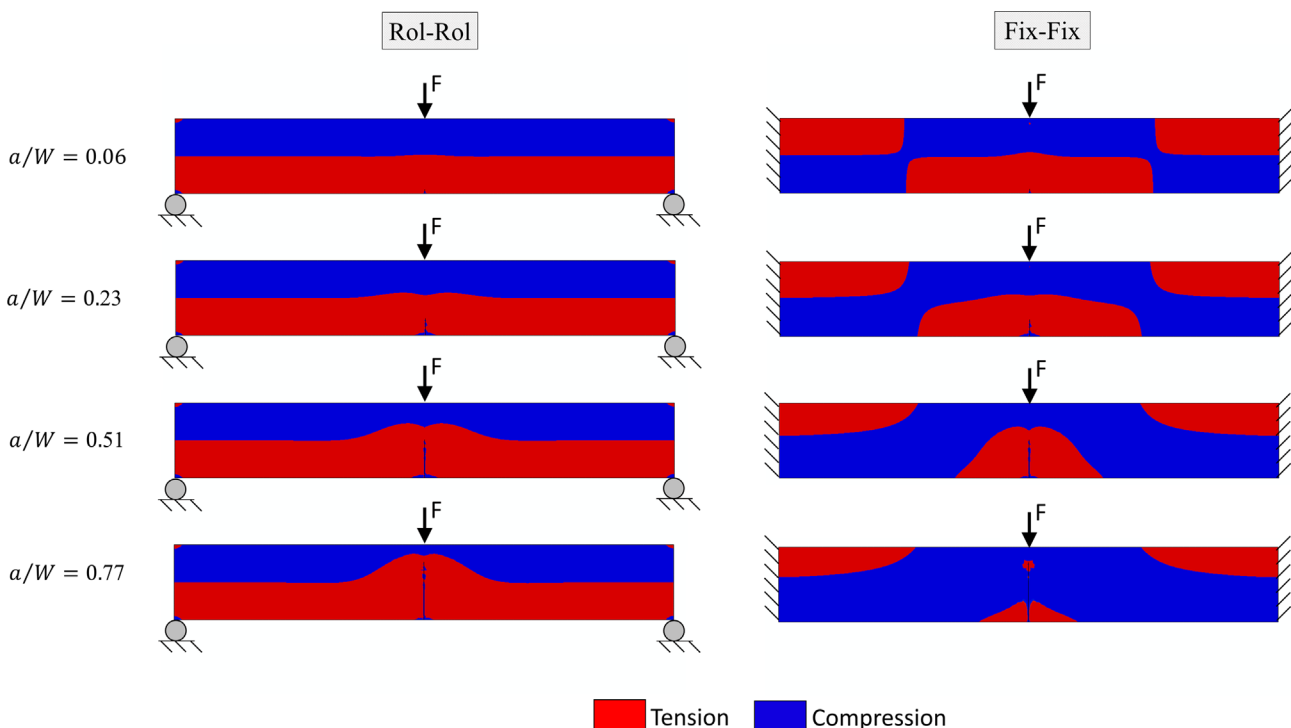 Rol-Rol
Fix-Fix
F
F
a/W = 0.06
F
F
a/W = 0.23
F
F
a/W = 0.51
F
F
a/W = 0.77
Tension
Compression